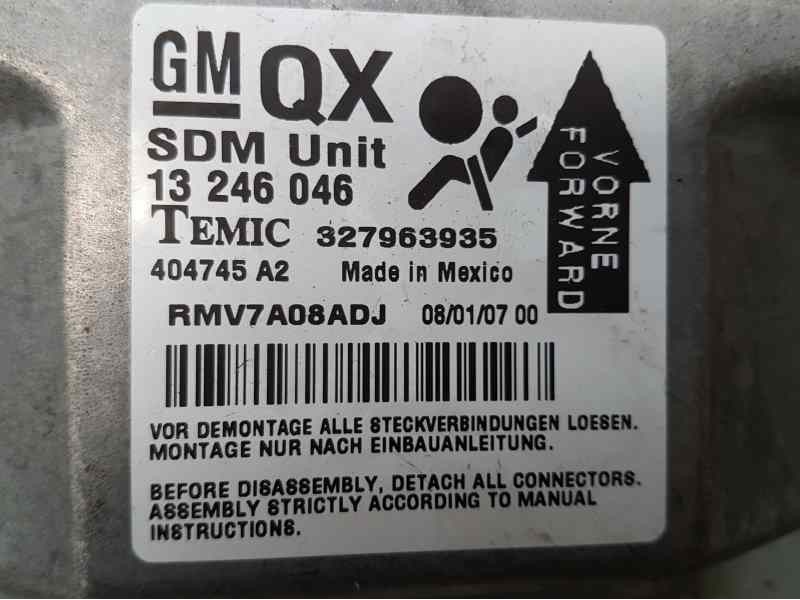 GM QX
SDM Unit
13 246 046
TEMIC 327963935
404745 A2 Made in Mexico
RMV7A08ADJ 08/01/07 00
VORNE
FORWARD
VOR DEMONTAGE ALLE STECKVERBINDUNGEN LOESEN.
MONTAGE NUR NACH EINBAUANLEITUNG.
BEFORE DISASSEMBLY, DETACH ALL CONNECTORS.
ASSEMBLY STRICTLY ACCORDING TO MANUAL
INSTRUCTIONS.